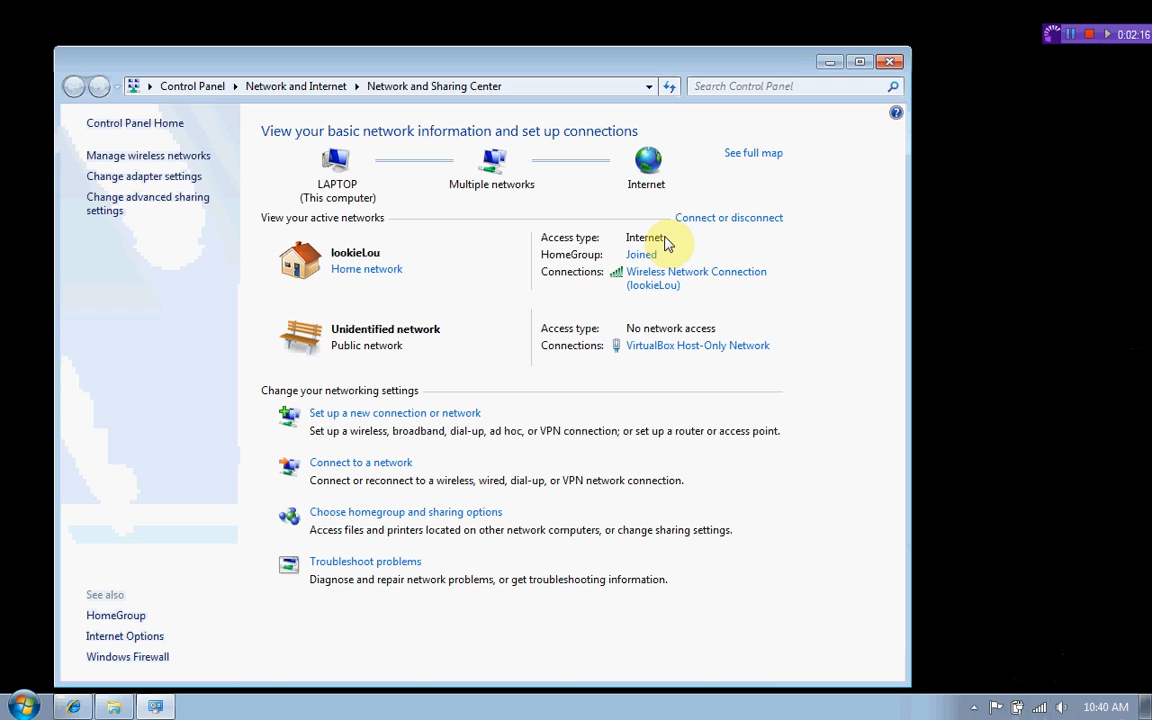 0:02:16
Control Panel Network and Internet Network and Sharing Center
Search Control Panel
Control Panel Home
Manage wireless networks
Change adapter settings
Change advanced sharing
settings
See also
HomeGroup
Internet Options
Windows Firewall
View your basic network information and set up connections
See full map
LAPTOP
(This computer)
Multiple networks
Internet
View your active networks
Connect or disconnect
lookieLou
Home network
Access type: Internet
HomeGroup: Joined
Connections: Wireless Network Connection
(lookieLou)
Unidentified network
Public network
Access type: No network access
Connections: VirtualBox Host-Only Network
Change your networking settings
Set up a new connection or network
Set up a wireless, broadband, dial-up, ad hoc, or VPN connection; or set up a router or access point.
Connect to a network
Connect or reconnect to a wireless, wired, dial-up, or VPN network connection.
Choose homegroup and sharing options
Access files and printers located on other network computers, or change sharing settings.
Troubleshoot problems
Diagnose and repair network problems, or get troubleshooting information.
10:40 AM